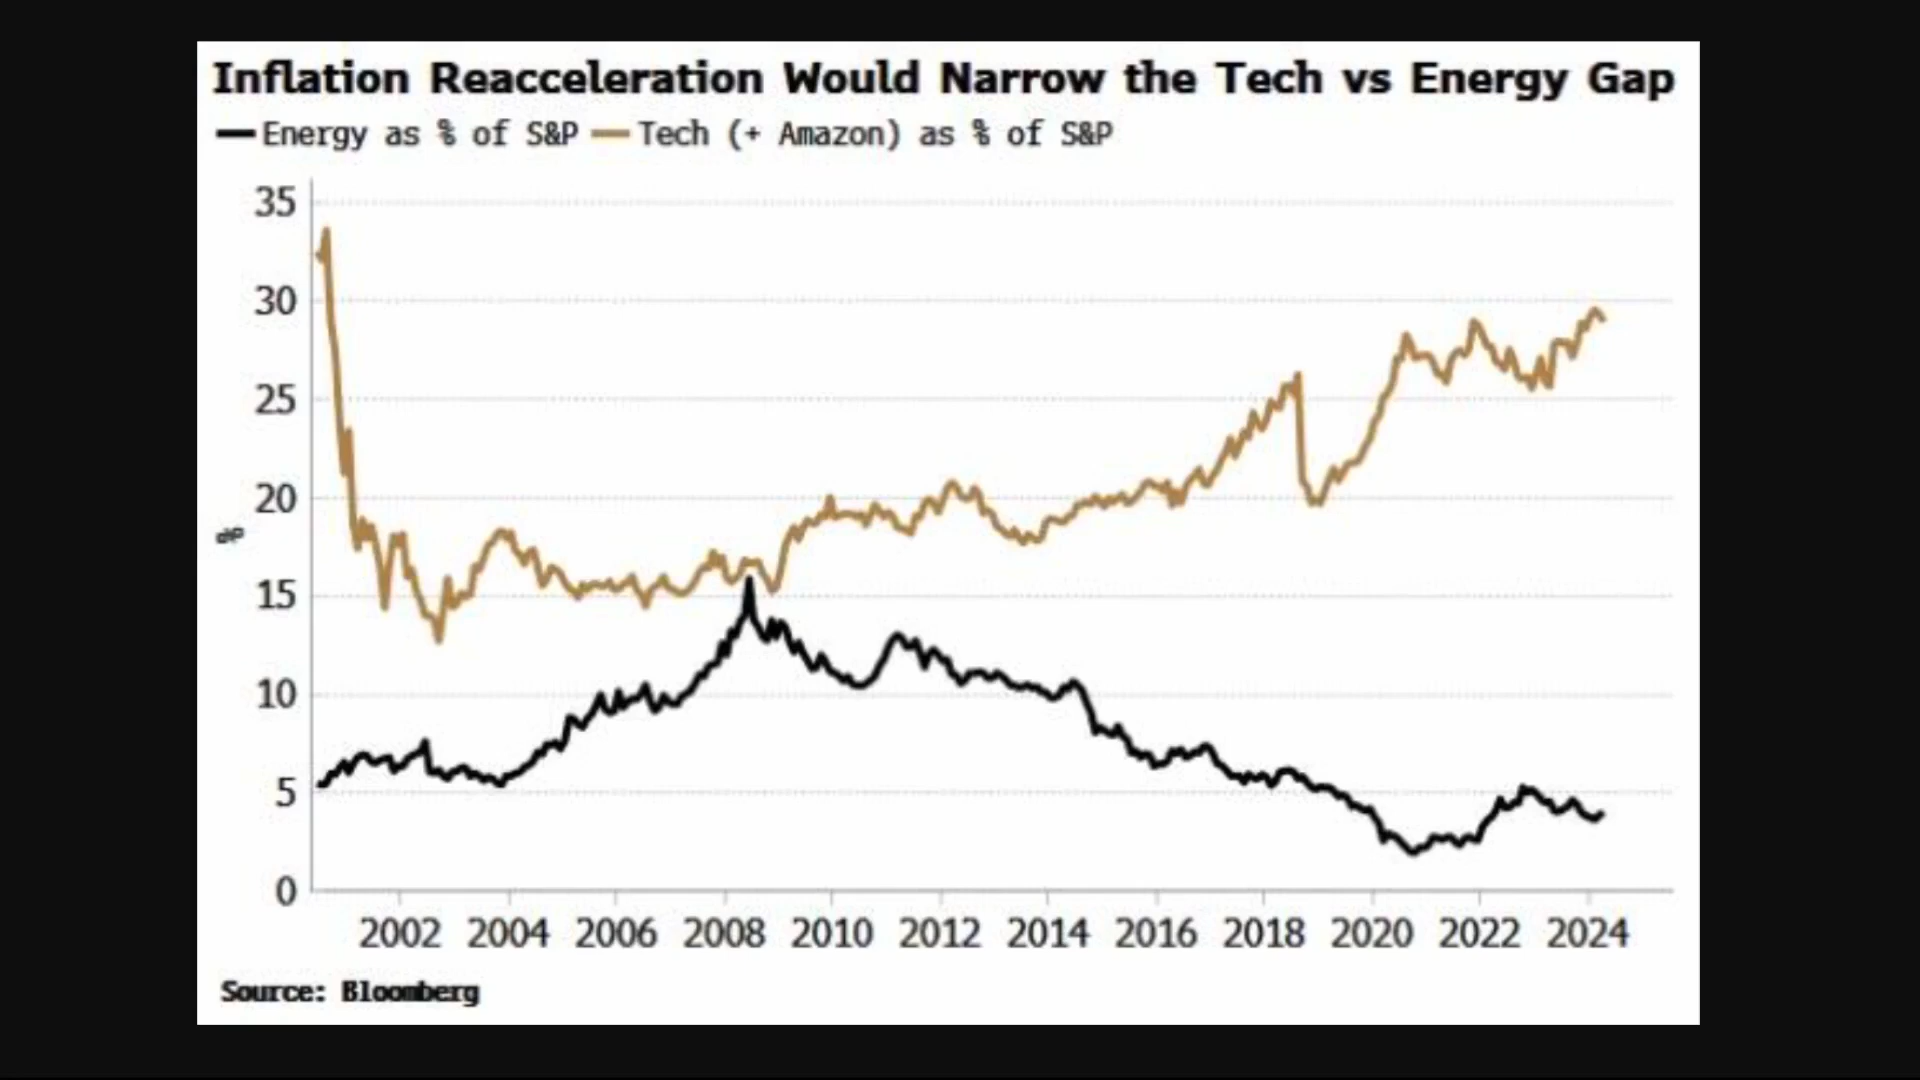 Inflation Reacceleration Would Narrow the Tech vs Energy Gap
Energy as % of S&P Tech (+ Amazon) as % of S&P
35
30
25
20
15
10
5
0
%
2002 2004 2006 2008 2010 2012 2014 2016 2018 2020 2022 2024
Source: Bloomberg